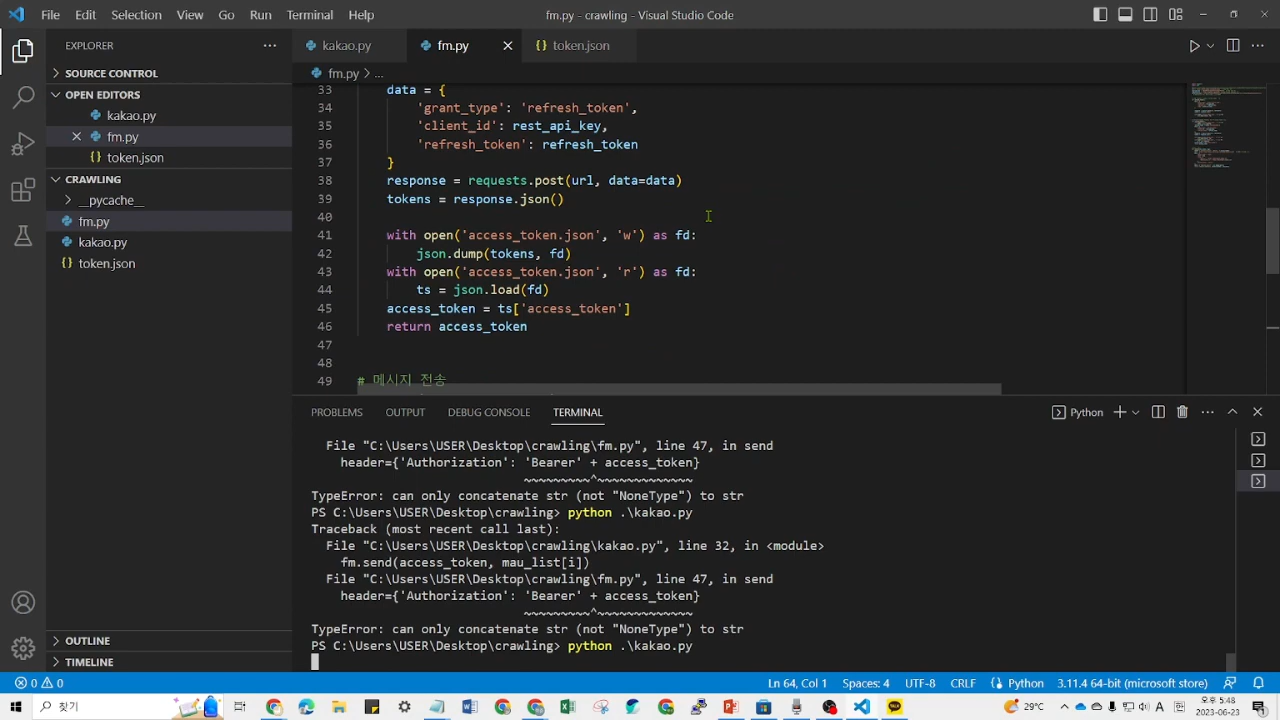 File Edit Selection View Go Run Terminal Help fm.py - crawling - Visual Studio Code
EXPLORER
kakao.py fm.py token.json
SOURCE CONTROL
fm.py > ...
OPEN EDITORS
kakao.py
fm.py
token.json
CRAWLING
__pycache__
fm.py
kakao.py
token.json
OUTLINE
TIMELINE
33 data = {
34 'grant_type': 'refresh_token',
35 'client_id': rest_api_key,
36 'refresh_token': refresh_token
37 }
38 response = requests.post(url, data=data)
39 tokens = response.json()
40
41 with open('access_token.json', 'w') as fd:
42 json.dump(tokens, fd)
43 with open('access_token.json', 'r') as fd:
44 ts = json.load(fd)
45 access_token = ts['access_token']
46 return access_token
47
48
49 # 메시지 전송
PROBLEMS OUTPUT DEBUG CONSOLE TERMINAL Python
File "C:\Users\USER\Desktop\crawling\fm.py", line 47, in send
header={'Authorization': 'Bearer' + access_token}
~~~~~~~~~^~~~~~~~~~~~~~
TypeError: can only concatenate str (not "NoneType") to str
PS C:\Users\USER\Desktop\crawling> python .\kakao.py
Traceback (most recent call last):
File "C:\Users\USER\Desktop\crawling\kakao.py", line 32, in <module>
fm.send(access_token, mau_list[i])
File "C:\Users\USER\Desktop\crawling\fm.py", line 47, in send
header={'Authorization': 'Bearer' + access_token}
~~~~~~~~~^~~~~~~~~~~~~~
TypeError: can only concatenate str (not "NoneType") to str
PS C:\Users\USER\Desktop\crawling> python .\kakao.py
0 0 Ln 64, Col 1 Spaces: 4 UTF-8 CRLF Python 3.11.4 64-bit (microsoft store)
찾기 29°C A 오후 5:48
2023-06-23